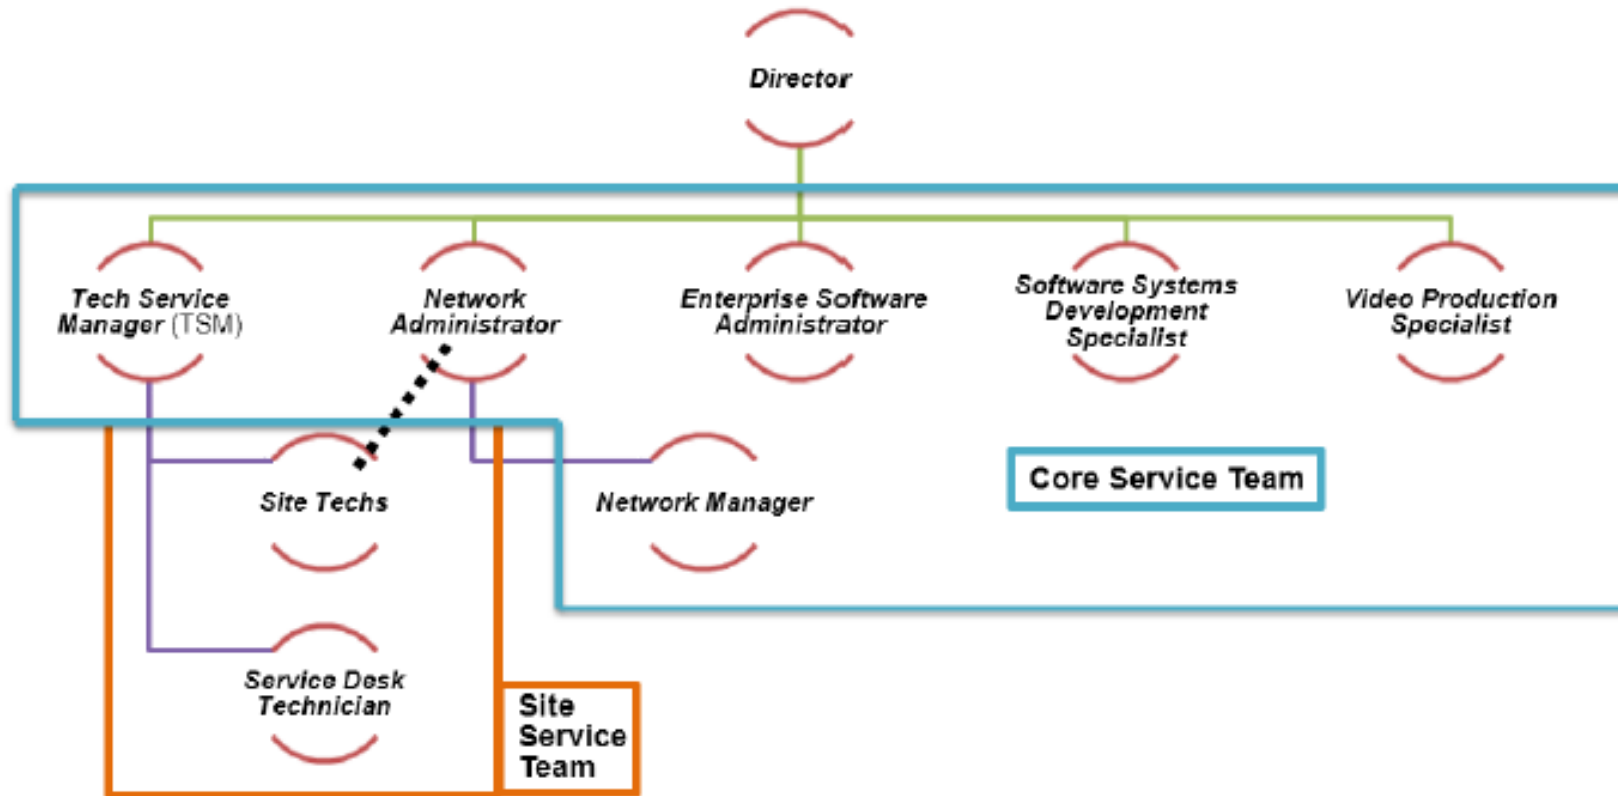 Director
Tech Service
Manager (TSM)
Network
Administrator
Enterprise Software
Administrator
Software Systems
Development
Specialist
Video Production
Specialist
Site Techs
Network Manager
Core Service Team
Service Desk
Technician
Site
Service
Team